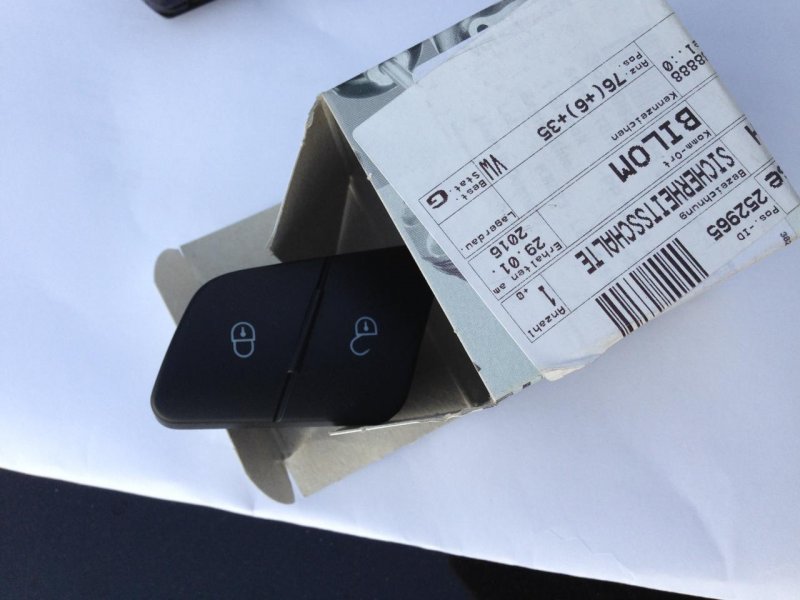 Pos.-ID
252965
Bezeichnung
SICHERHEITSSCHALTE
Anzahl
1 +0
Komm-Ort
BILOM
Erhalten am
29.01.
2016
Kennzeichen
Lagerdau.
Best.
Stat.: G
Anz.:76(+6)+35
VW
Pos.